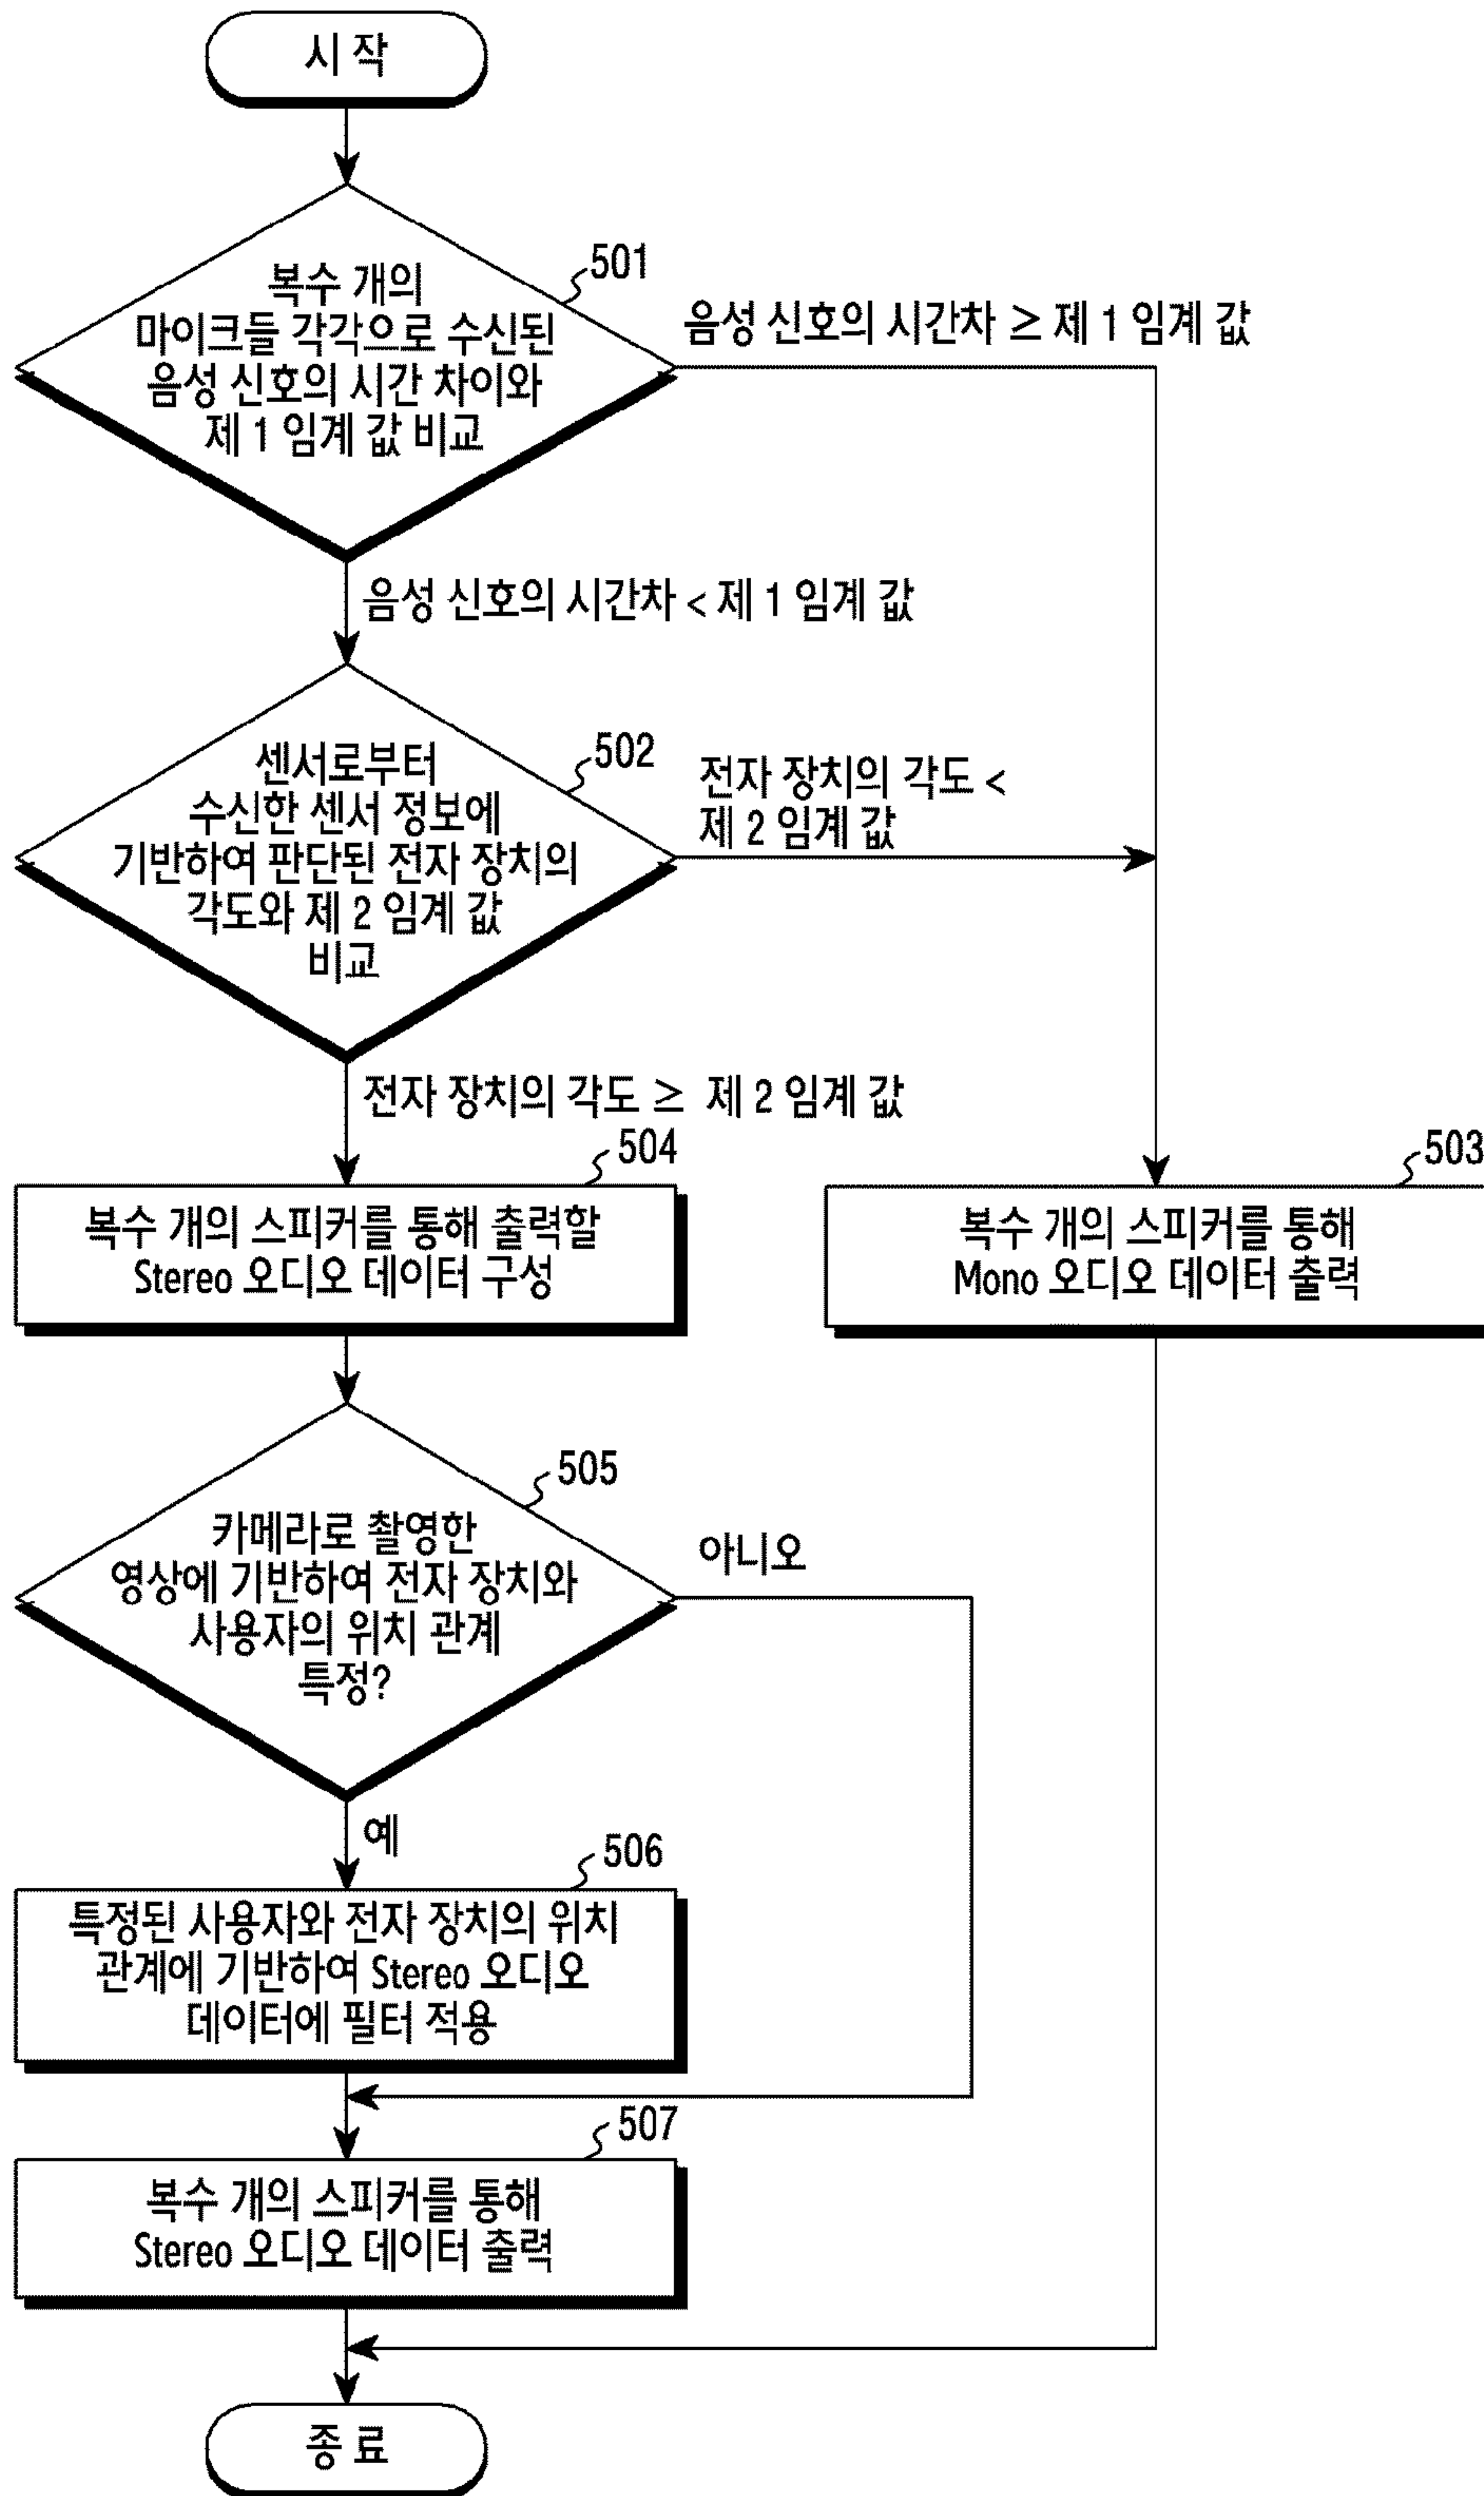 시작
501
복수 개의
마이크들 각각으로 수신된
음성 신호의 시간 차이와
제 1 임계 값 비교
음성 신호의 시간차 ≥ 제 1 임계 값
음성 신호의 시간차 < 제 1 임계 값
502
센서로부터
수신한 센서 정보에
기반하여 판단된 전자 장치의
각도와 제 2 임계 값
비교
전자 장치의 각도 <
제 2 임계 값
전자 장치의 각도 ≥ 제 2 임계 값
504
복수 개의 스피커를 통해 출력할
Stereo 오디오 데이터 구성
503
복수 개의 스피커를 통해
Mono 오디오 데이터 출력
505
카메라로 촬영한
영상에 기반하여 전자 장치와
사용자의 위치 관계
특정?
아니오
예
506
특정된 사용자와 전자 장치의 위치
관계에 기반하여 Stereo 오디오
데이터에 필터 적용
507
복수 개의 스피커를 통해
Stereo 오디오 데이터 출력
종료